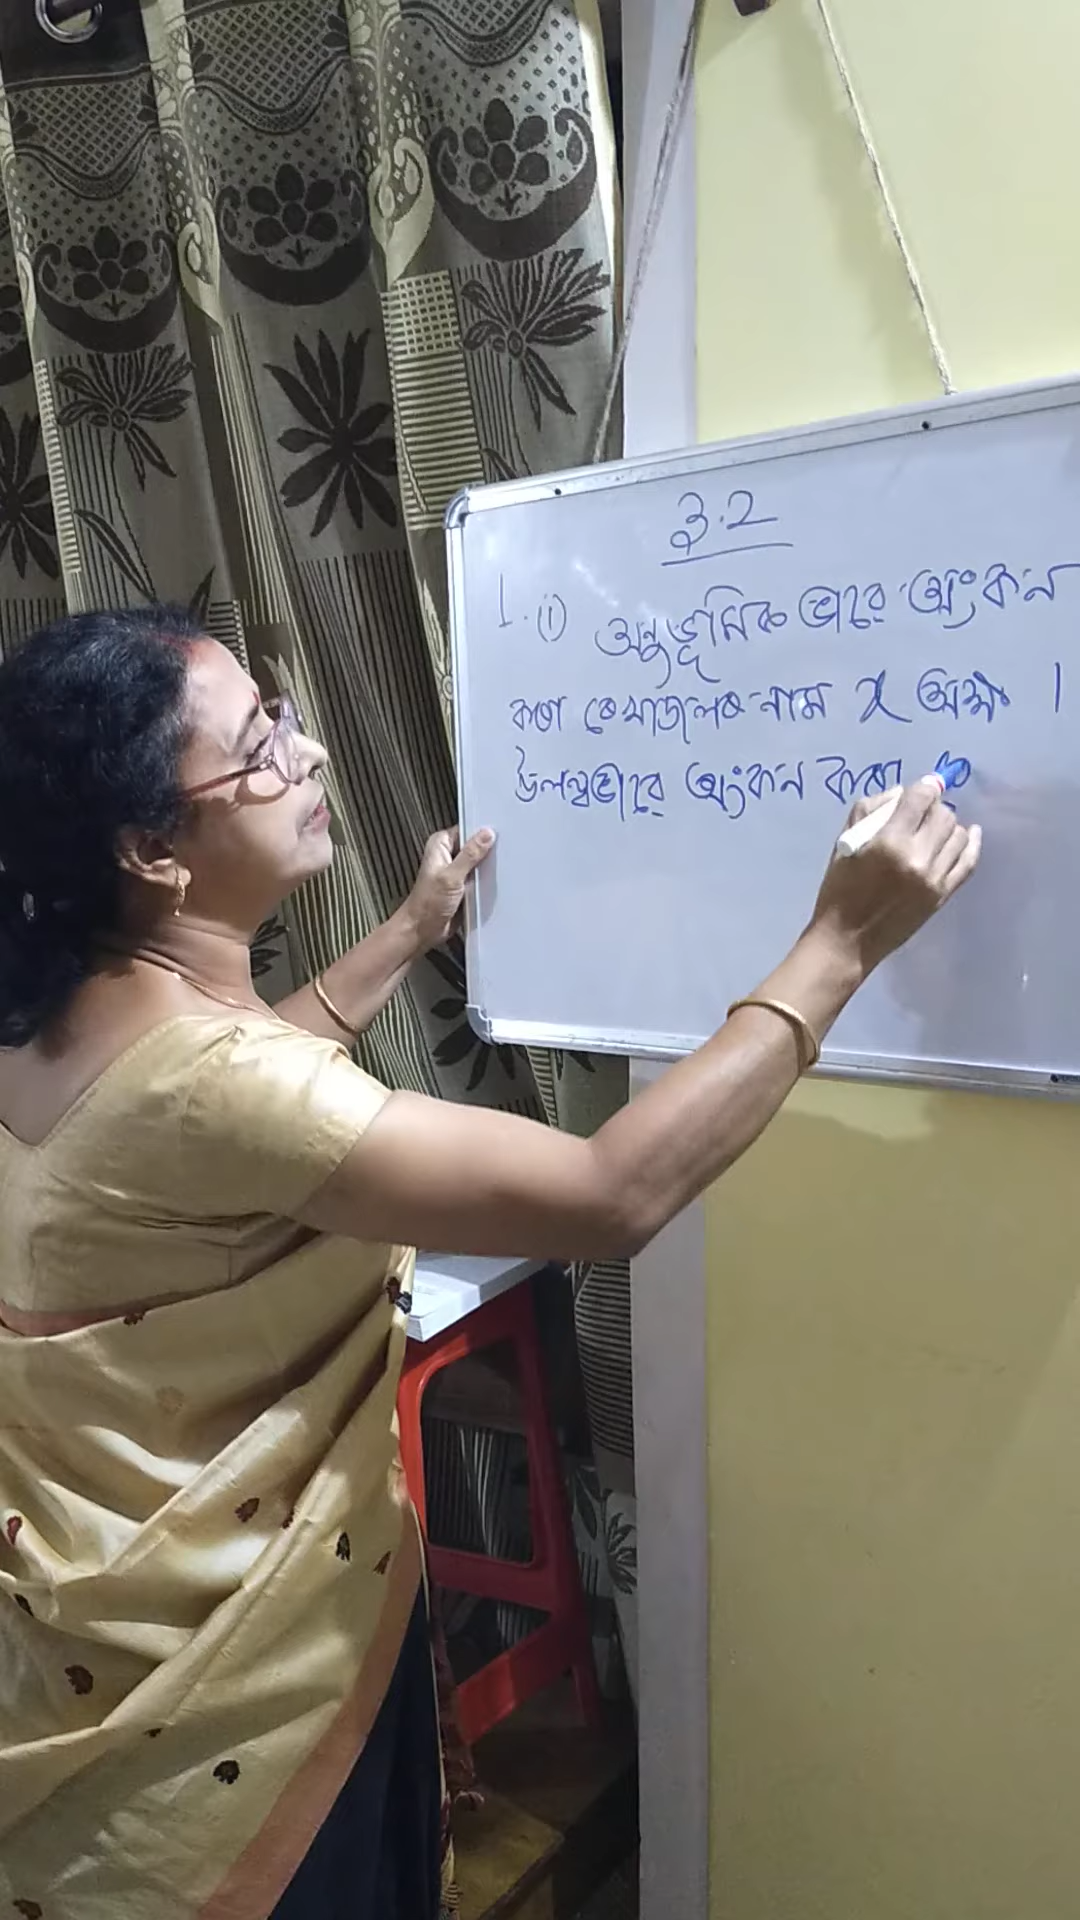 3.2
1. (i) অনুভূমিক ভাৱে অংকন
কৰা ৰেখাডালৰ নাম x অক্ষ ।
উলম্বভাৱে অংকন কৰা